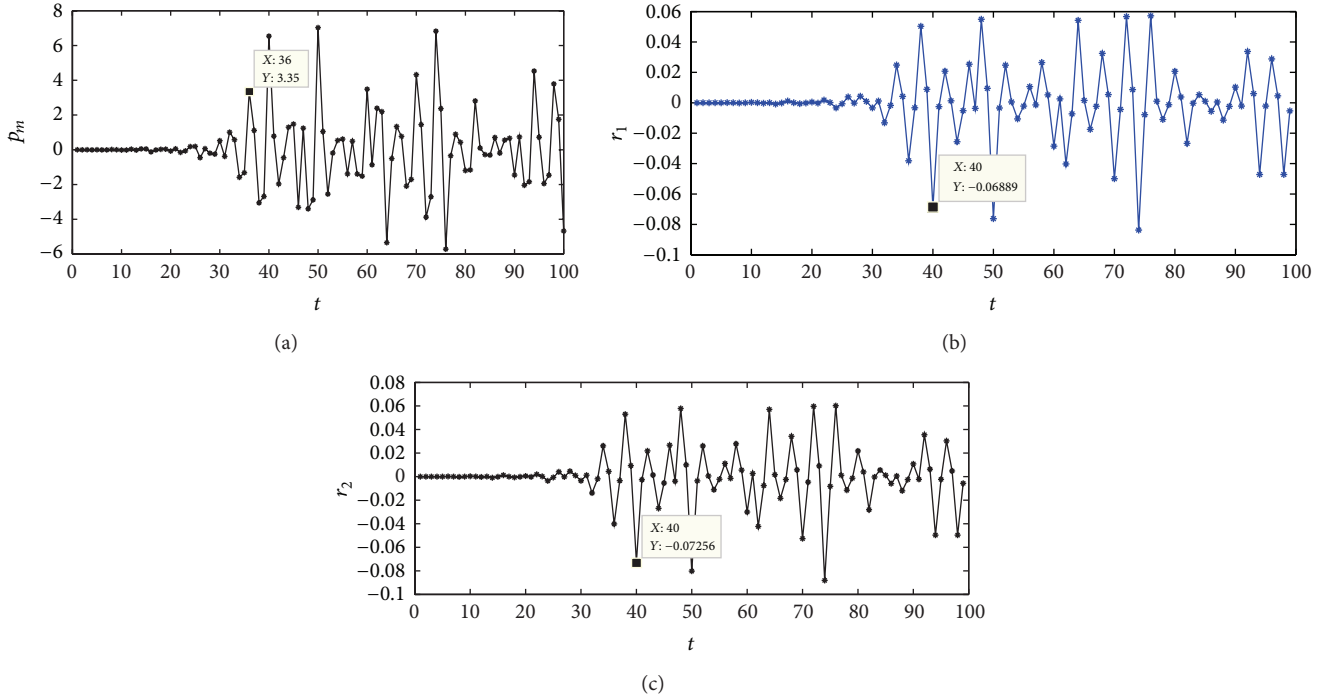 8
6
4
2
0
−2
−4
−6
p_m
X: 36
Y: 3.35
0 10 20 30 40 50 60 70 80 90 100
t
(a)
0.06
0.04
0.02
0
−0.02
−0.04
−0.06
−0.08
−0.1
r_1
X: 40
Y: −0.06889
0 10 20 30 40 50 60 70 80 90 100
t
(b)
0.08
0.06
0.04
0.02
0
−0.02
−0.04
−0.06
−0.08
−0.1
r_2
X: 40
Y: −0.07256
0 10 20 30 40 50 60 70 80 90 100
t
(c)